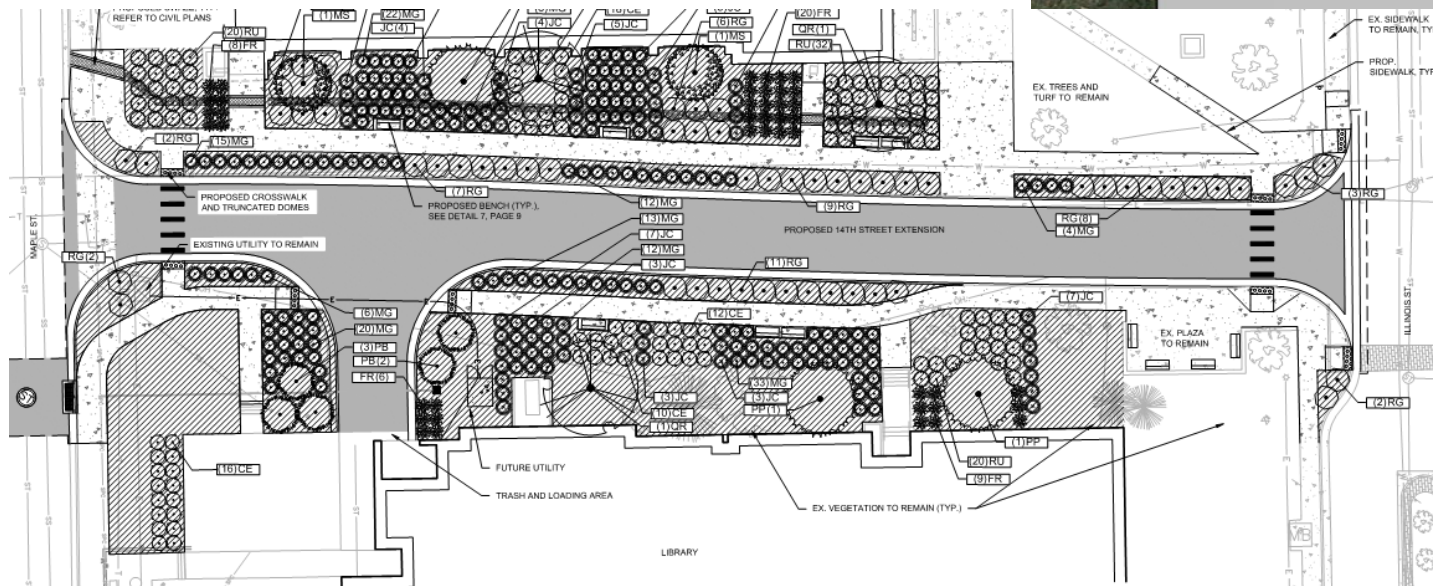 REFER TO CIVIL PLANS
(20)RU
(8)FR
(1)MS
(22)MG
JC(4)
(4)JC
(5)JC
(6)RG
(1)MS
(20)FR
QR(1)
RU(32)
EX. SIDEWALK
TO REMAIN, TY
PROP.
SIDEWALK, TYP
EX. TREES AND
TURF TO REMAIN
(2)RG
(15)MG
PROPOSED CROSSWALK
AND TRUNCATED DOMES
(7)RG
PROPOSED BENCH (TYP.),
SEE DETAIL 7, PAGE 9
(12)MG
(9)RG
(3)RG
RG(8)
(4)MG
(13)MG
(7)JC
(12)MG
(3)JC
PROPOSED 14TH STREET EXTENSION
MAPLE ST.
ILLINOIS ST.
EXISTING UTILITY TO REMAIN
RG(2)
(11)RG
(7)JC
(12)CE
(6)MG
(20)MG
(3)PB
PB(2)
FR(6)
EX. PLAZA
TO REMAIN
(33)MG
(3)JC
(3)JC
(10)CE
PP(1)
(1)QR
(2)RG
(1)PP
(20)RU
(9)FR
(16)CE
FUTURE UTILITY
TRASH AND LOADING AREA
EX. VEGETATION TO REMAIN (TYP.)
LIBRARY